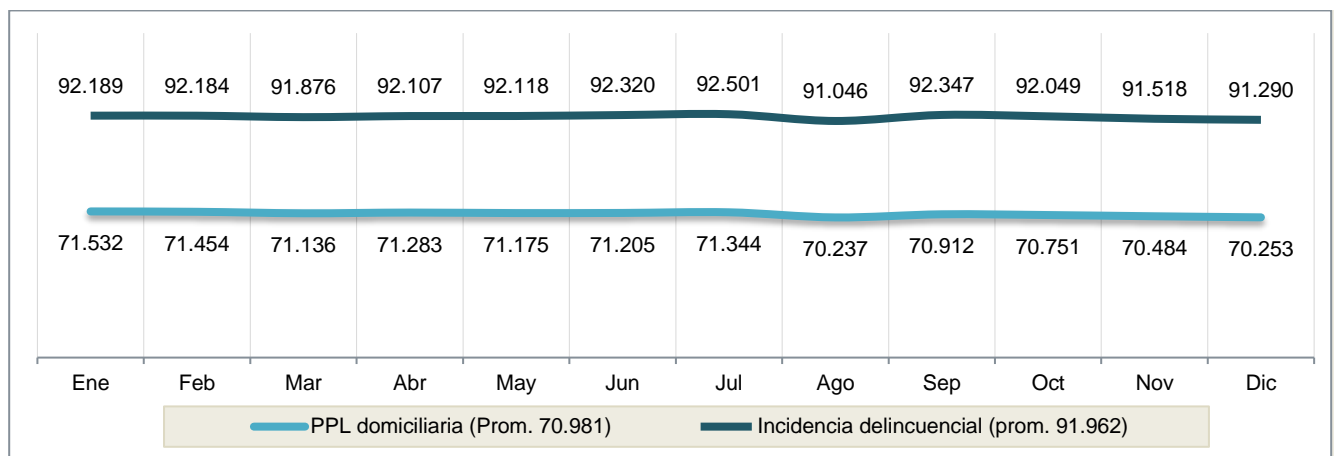 92.189 92.184 91.876 92.107 92.118 92.320 92.501 91.046 92.347 92.049 91.518 91.290
71.532 71.454 71.136 71.283 71.175 71.205 71.344 70.237 70.912 70.751 70.484 70.253
Ene Feb Mar Abr May Jun Jul Ago Sep Oct Nov Dic
PPL domiciliaria (Prom. 70.981) Incidencia delincuencial (prom. 91.962)